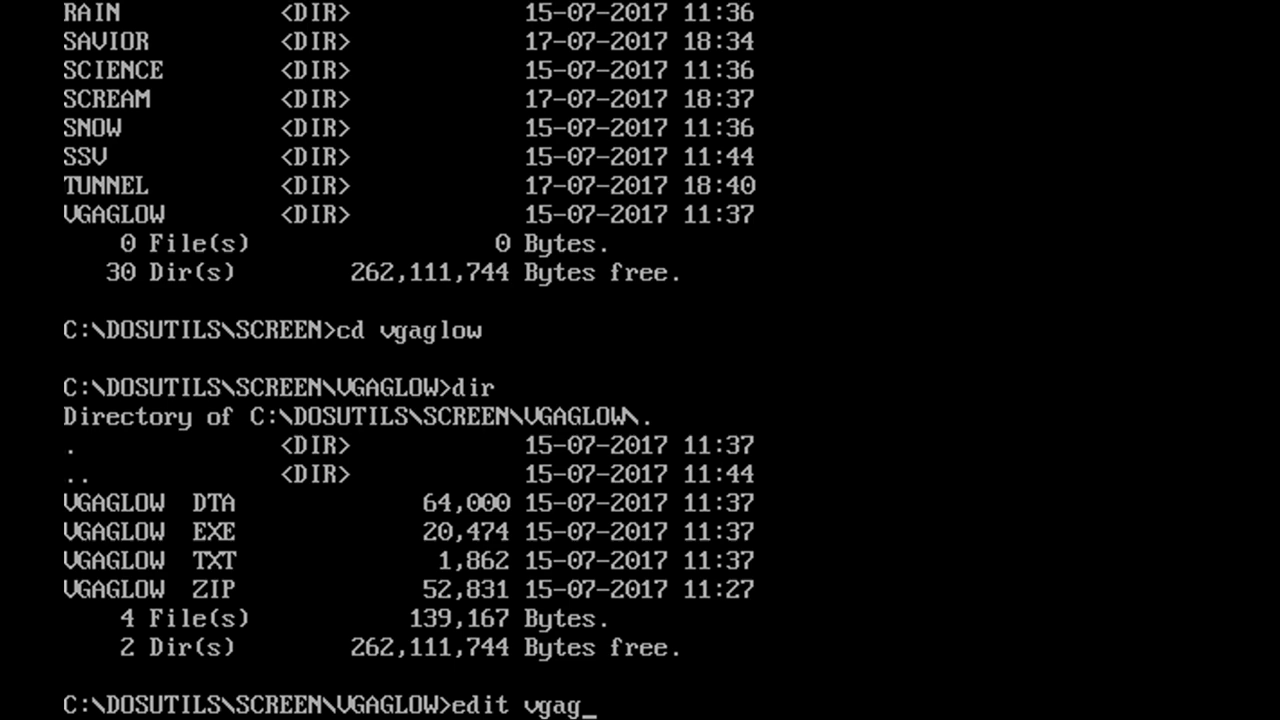 RAIN <DIR> 15-07-2017 11:36
SAVIOR <DIR> 17-07-2017 18:34
SCIENCE <DIR> 15-07-2017 11:36
SCREAM <DIR> 17-07-2017 18:37
SNOW <DIR> 15-07-2017 11:36
SSV <DIR> 15-07-2017 11:44
TUNNEL <DIR> 17-07-2017 18:40
VGAGLOW <DIR> 15-07-2017 11:37
0 File(s) 0 Bytes.
30 Dir(s) 262,111,744 Bytes free.
C:\DOSUTILS\SCREEN>cd vgaglow
C:\DOSUTILS\SCREEN\VGAGLOW>dir
Directory of C:\DOSUTILS\SCREEN\VGAGLOW\.
. <DIR> 15-07-2017 11:37
.. <DIR> 15-07-2017 11:44
VGAGLOW DTA 64,000 15-07-2017 11:37
VGAGLOW EXE 20,474 15-07-2017 11:37
VGAGLOW TXT 1,862 15-07-2017 11:37
VGAGLOW ZIP 52,831 15-07-2017 11:27
4 File(s) 139,167 Bytes.
2 Dir(s) 262,111,744 Bytes free.
C:\DOSUTILS\SCREEN\VGAGLOW>edit vgag_